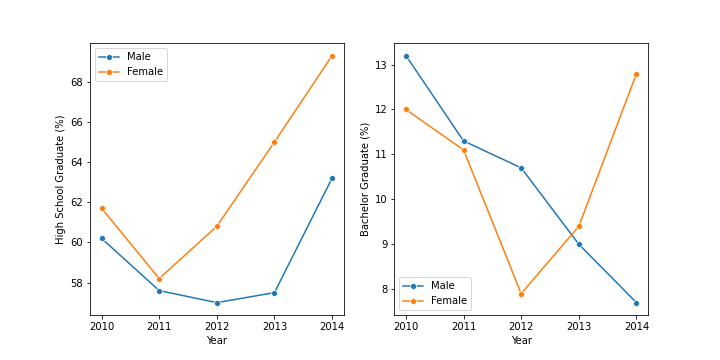 Male
Female
68
66
64
62
60
58
High School Graduate (%)
2010 2011 2012 2013 2014
Year
13
12
11
10
9
8
Bachelor Graduate (%)
Male
Female
2010 2011 2012 2013 2014
Year